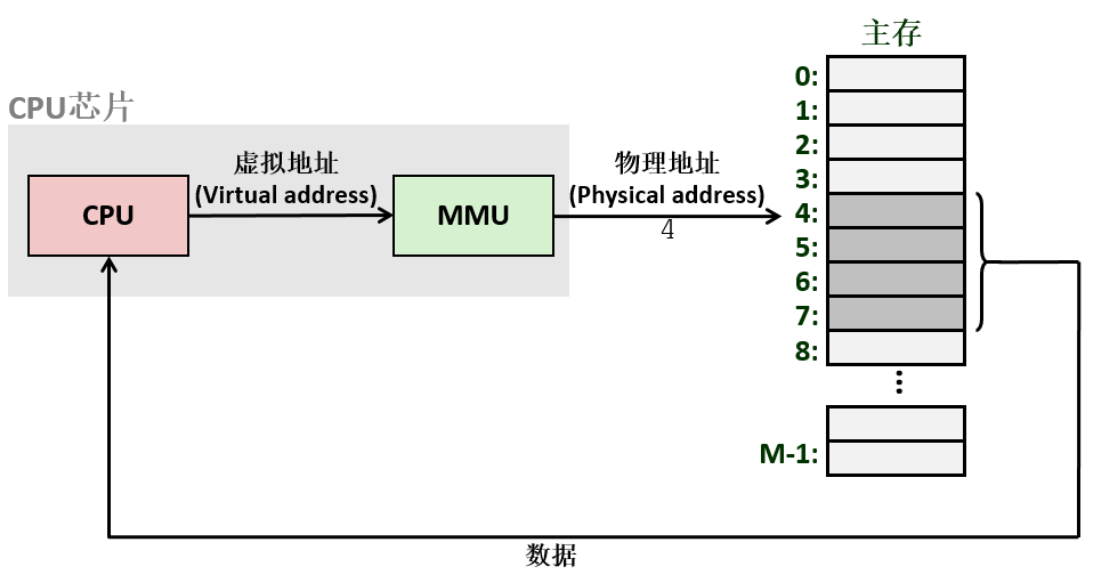 主存
CPU芯片
虚拟地址
(Virtual address)
物理地址
(Physical address)
4
CPU
MMU
0:
1:
2:
3:
4:
5:
6:
7:
8:
M-1:
数据